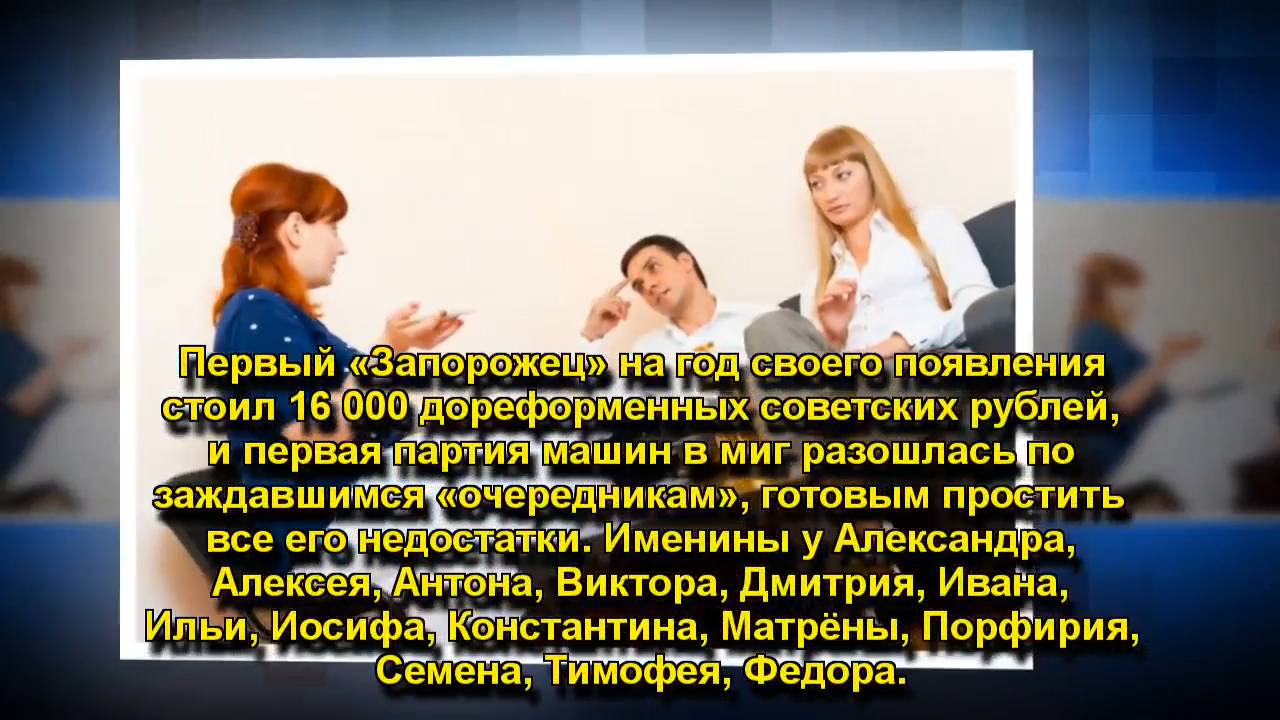 Первый «Запорожец» на год своего появления
стоил 16 000 дореформенных советских рублей,
и первая партия машин в миг разошлась по
заждавшимся «очередникам», готовым простить
все его недостатки. Именины у Александра,
Алексея, Антона, Виктора, Дмитрия, Ивана,
Ильи, Иосифа, Константина, Матрёны, Порфирия,
Семена, Тимофея, Федора.